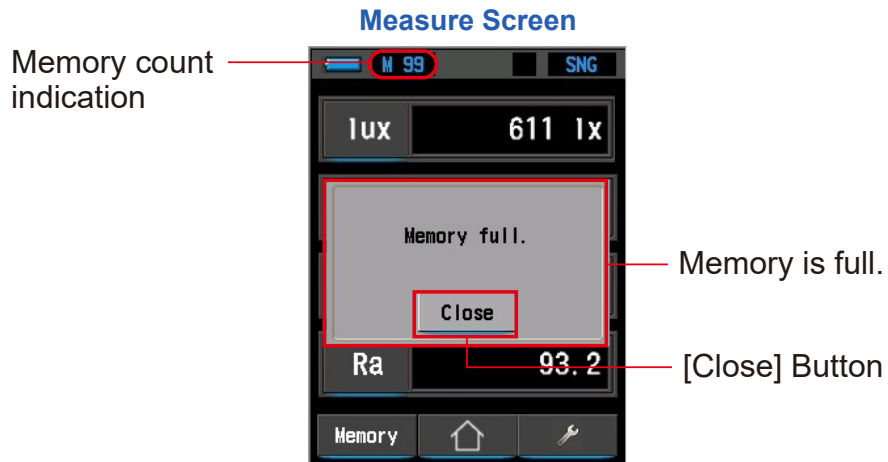 Measure Screen
Memory count
indication
M 99
SNG
lux
611 lx
Memory full.
Memory is full.
Close
Ra
93.2
[Close] Button
Memory